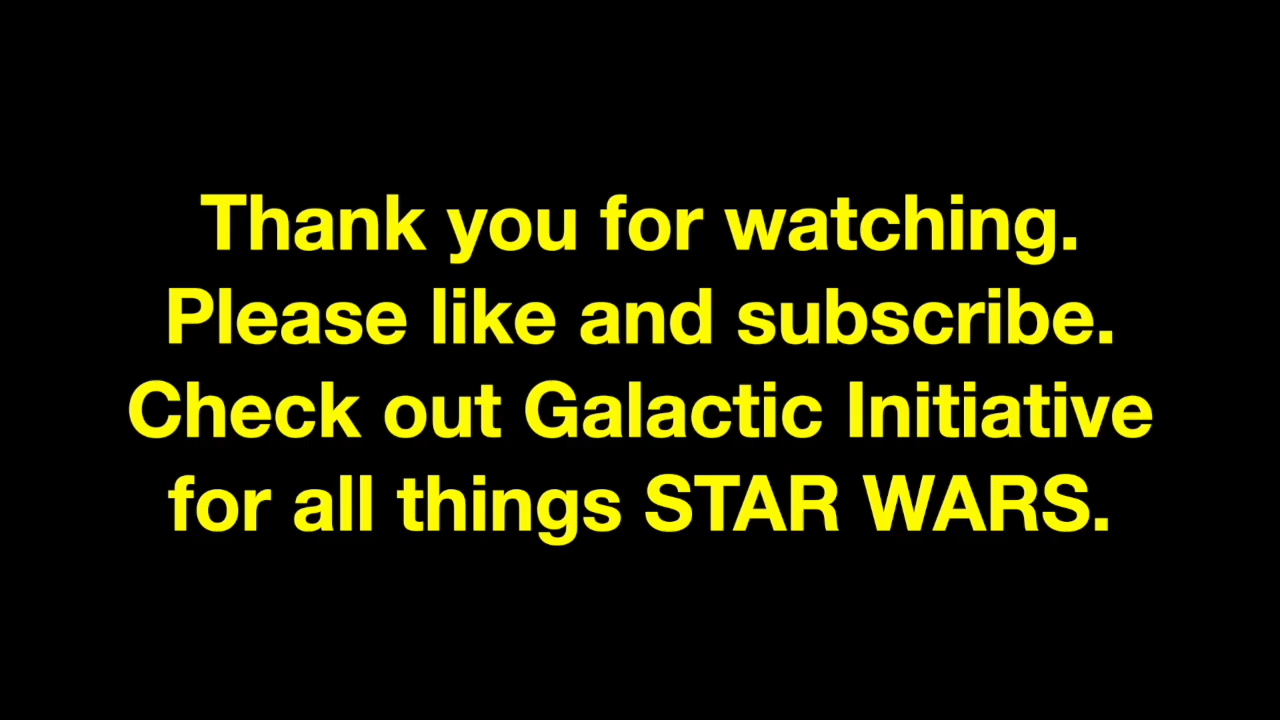 Thank you for watching.
Please like and subscribe.
Check out Galactic Initiative
for all things STAR WARS.